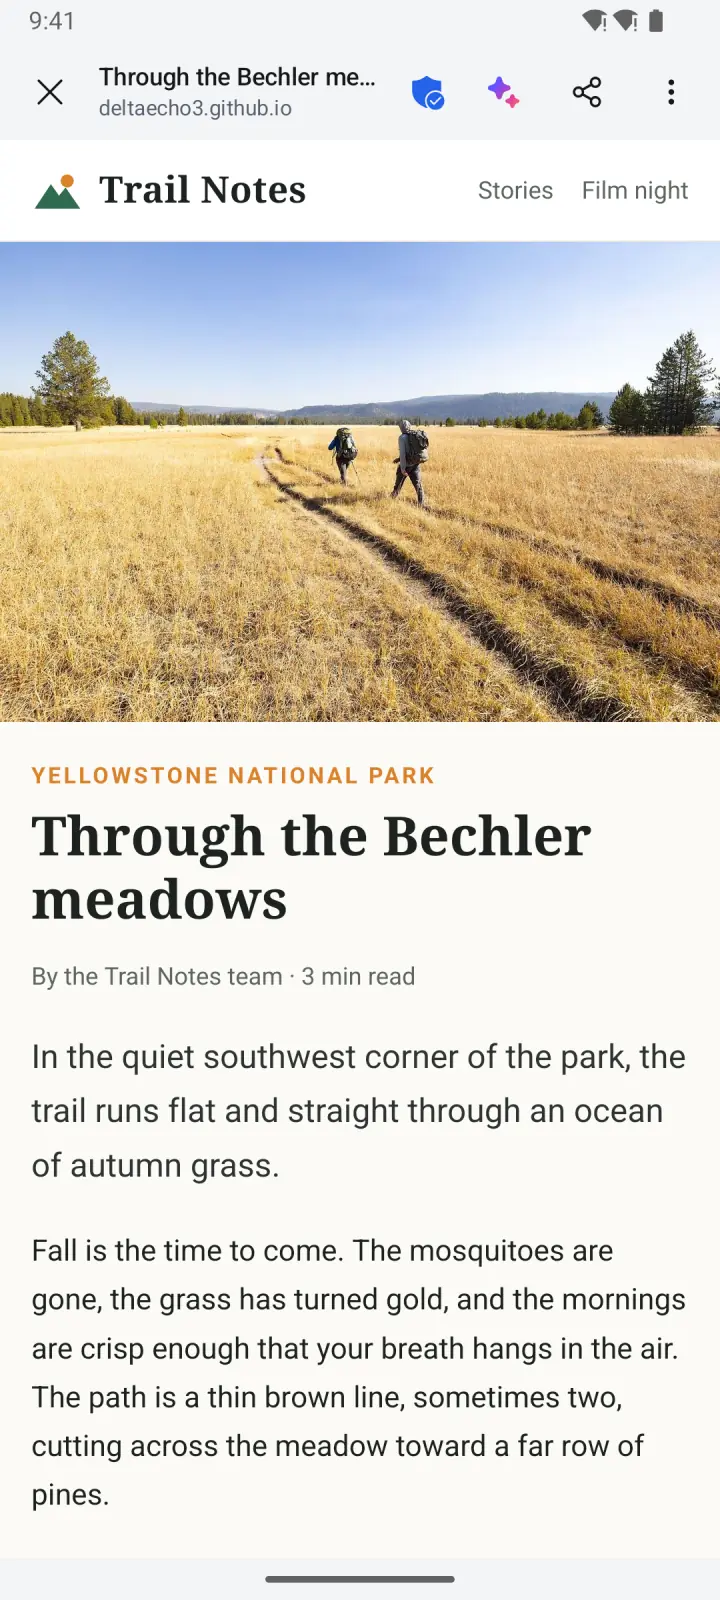 9:41
Through the Bechler me...
deltaecho3.github.io
Trail Notes
Stories Film night
YELLOWSTONE NATIONAL PARK
Through the Bechler
meadows
By the Trail Notes team · 3 min read
In the quiet southwest corner of the park, the
trail runs flat and straight through an ocean
of autumn grass.
Fall is the time to come. The mosquitoes are
gone, the grass has turned gold, and the mornings
are crisp enough that your breath hangs in the air.
The path is a thin brown line, sometimes two,
cutting across the meadow toward a far row of
pines.